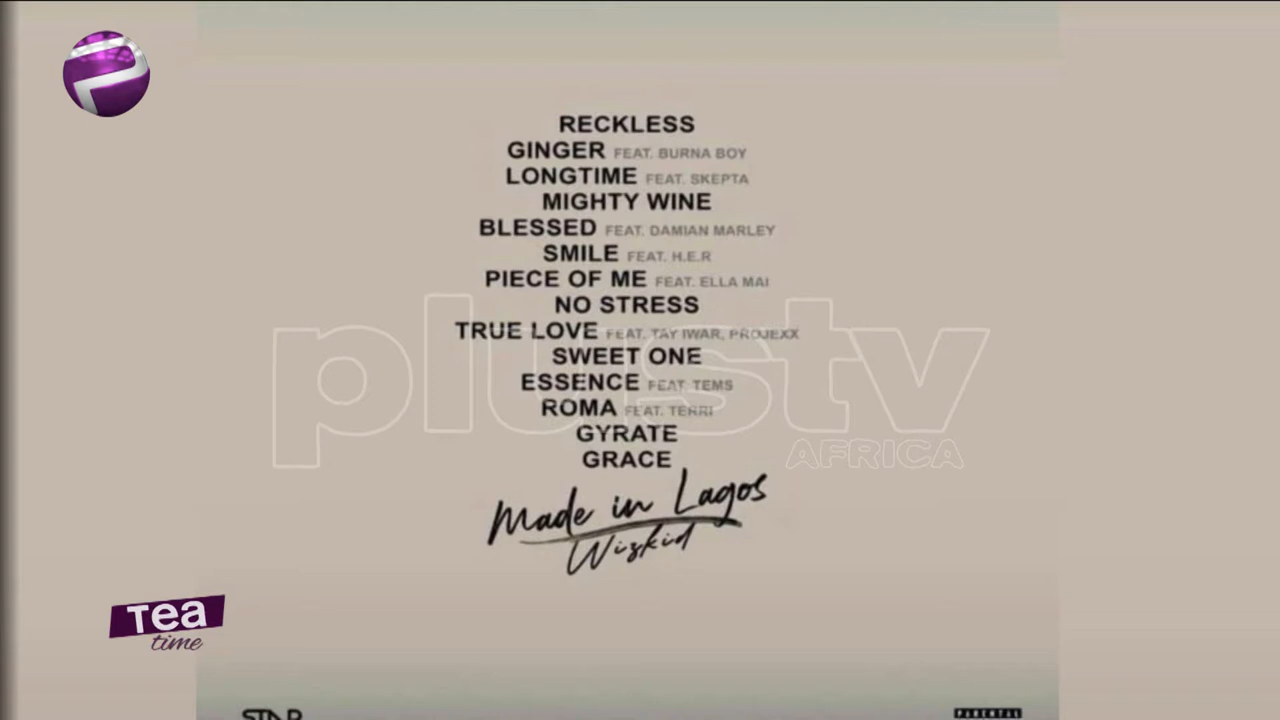 RECKLESS
GINGER FEAT. BURNA BOY
LONGTIME FEAT. SKEPTA
MIGHTY WINE
BLESSED FEAT. DAMIAN MARLEY
SMILE FEAT. H.E.R
PIECE OF ME FEAT. ELLA MAI
NO STRESS
TRUE LOVE FEAT. TAY IWAR, PROJEXX
SWEET ONE
ESSENCE FEAT. TEMS
ROMA FEAT. TERRI
GYRATE
GRACE
plustv
AFRICA
Made in Lagos
Wizkid
Tea
time
PARENTAL